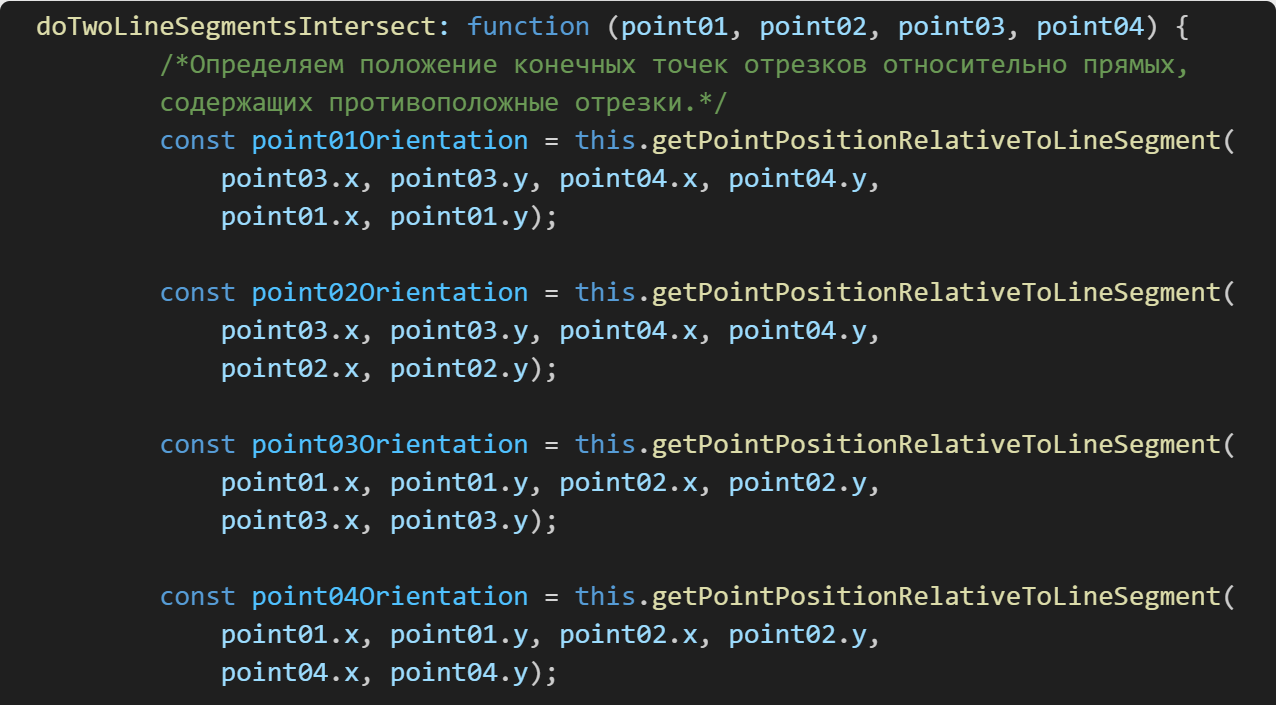 doTwoLineSegmentsIntersect: function (point01, point02, point03, point04) {
/*Определяем положение конечных точек отрезков относительно прямых,
содержащих противоположные отрезки.*/
const point01Orientation = this.getPointPositionRelativeToLineSegment(
point03.x, point03.y, point04.x, point04.y,
point01.x, point01.y);
const point02Orientation = this.getPointPositionRelativeToLineSegment(
point03.x, point03.y, point04.x, point04.y,
point02.x, point02.y);
const point03Orientation = this.getPointPositionRelativeToLineSegment(
point01.x, point01.y, point02.x, point02.y,
point03.x, point03.y);
const point04Orientation = this.getPointPositionRelativeToLineSegment(
point01.x, point01.y, point02.x, point02.y,
point04.x, point04.y);